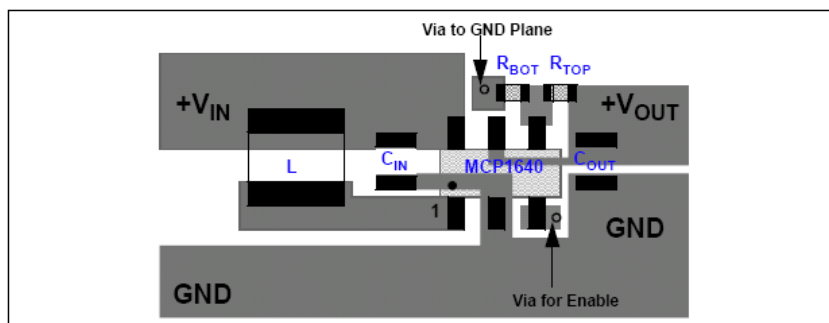 Via to GND Plane
RBOT RTOP
+VIN
+VOUT
L
CIN
MCP1640
COUT
1
GND
GND
Via for Enable